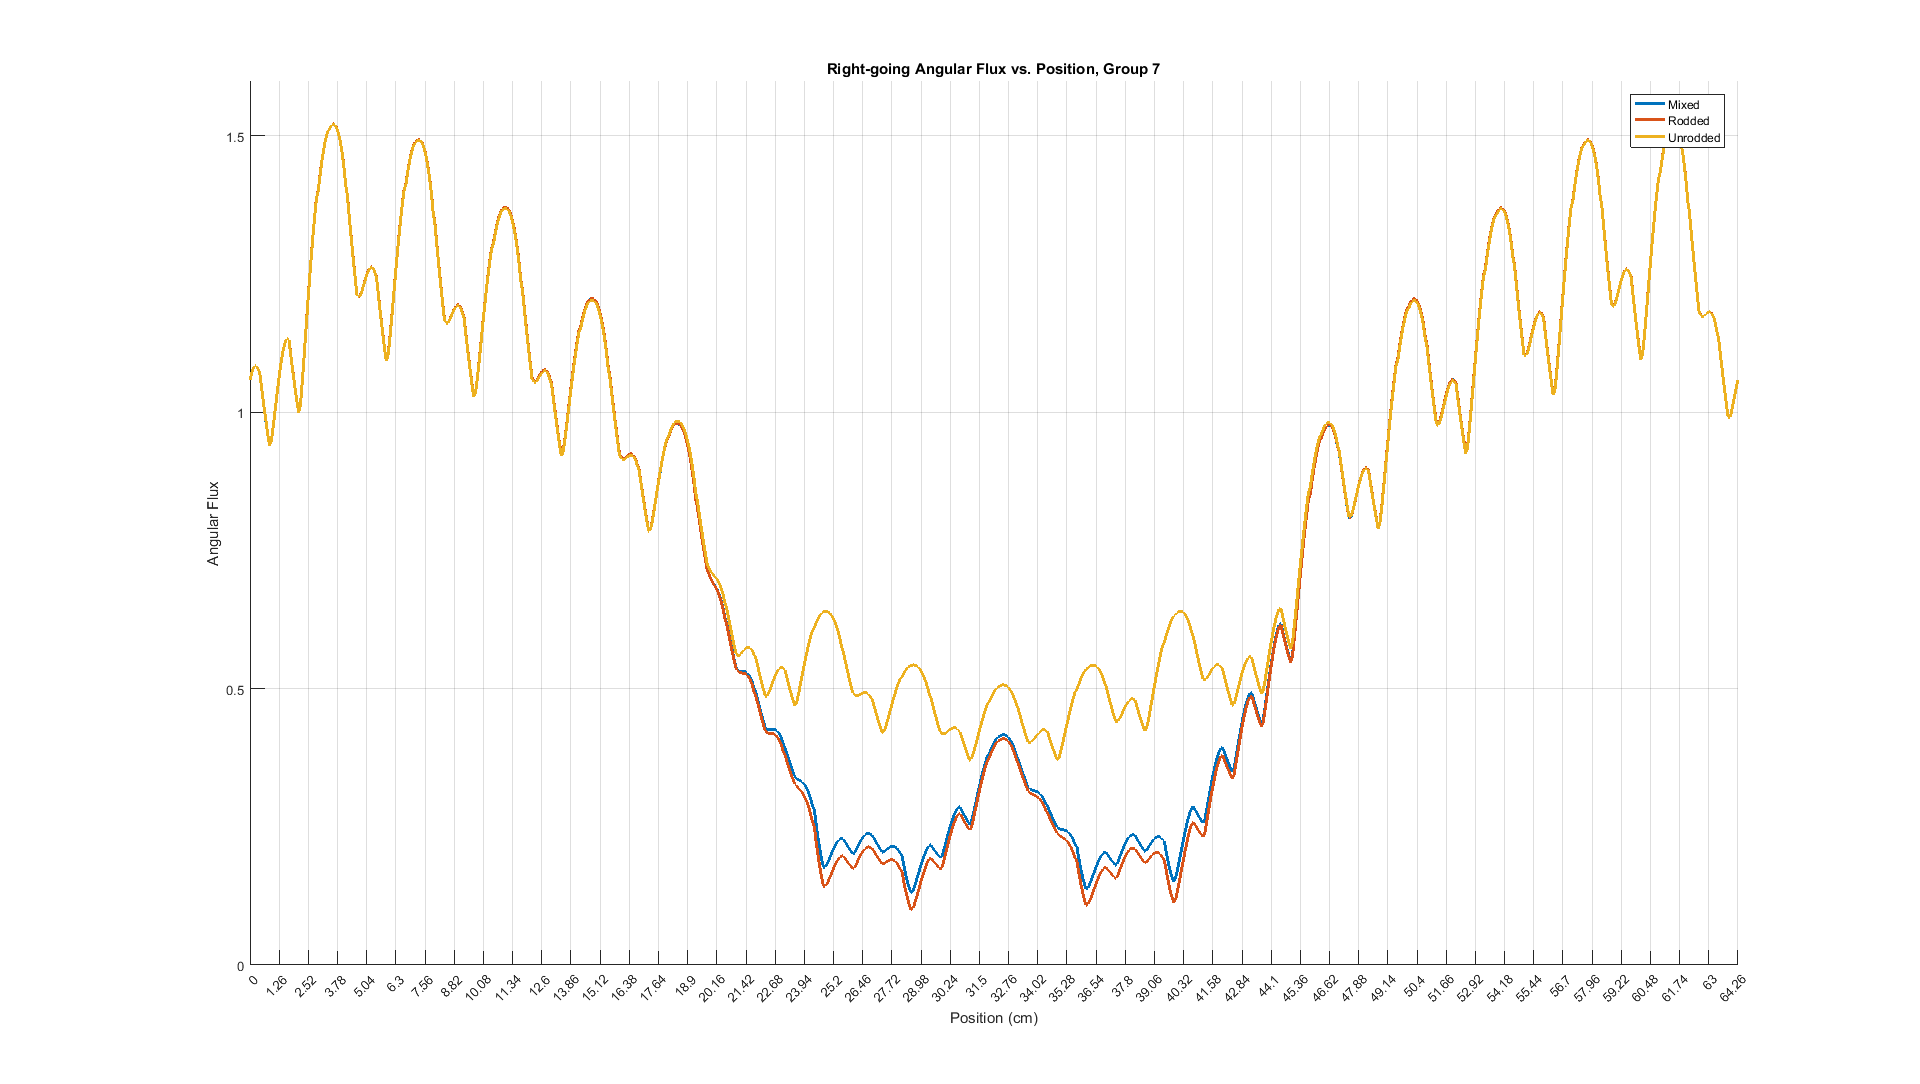 Right-going Angular Flux vs. Position, Group 7
Mixed
Rodded
Unrodded
1.5
1
0.5
0
Angular Flux
0 1.26 2.52 3.78 5.04 6.3 7.56 8.82 10.08 11.34 12.6 13.86 15.12 16.38 17.64 18.9 20.16 21.42 22.68 23.94 25.2 26.46 27.72 28.98 30.24 31.5 32.76 34.02 35.28 36.54 37.8 39.06 40.32 41.58 42.84 44.1 45.36 46.62 47.88 49.14 50.4 51.66 52.92 54.18 55.44 56.7 57.96 59.22 60.48 61.74 63 64.26
Position (cm)